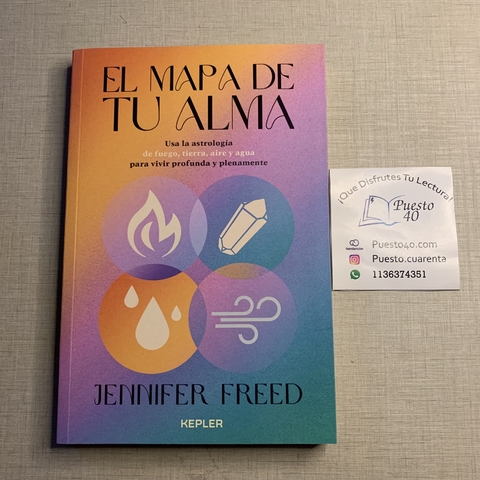 EL MAPA DE
TU ALMA
Usa la astrología
de fuego, tierra, aire y agua
para vivir profunda y plenamente
JENNIFER FREED
KEPLER
¡Que Disfrutes Tu Lectura!
Puesto
40
Puesto40.com
Puesto.cuarenta
1136374351